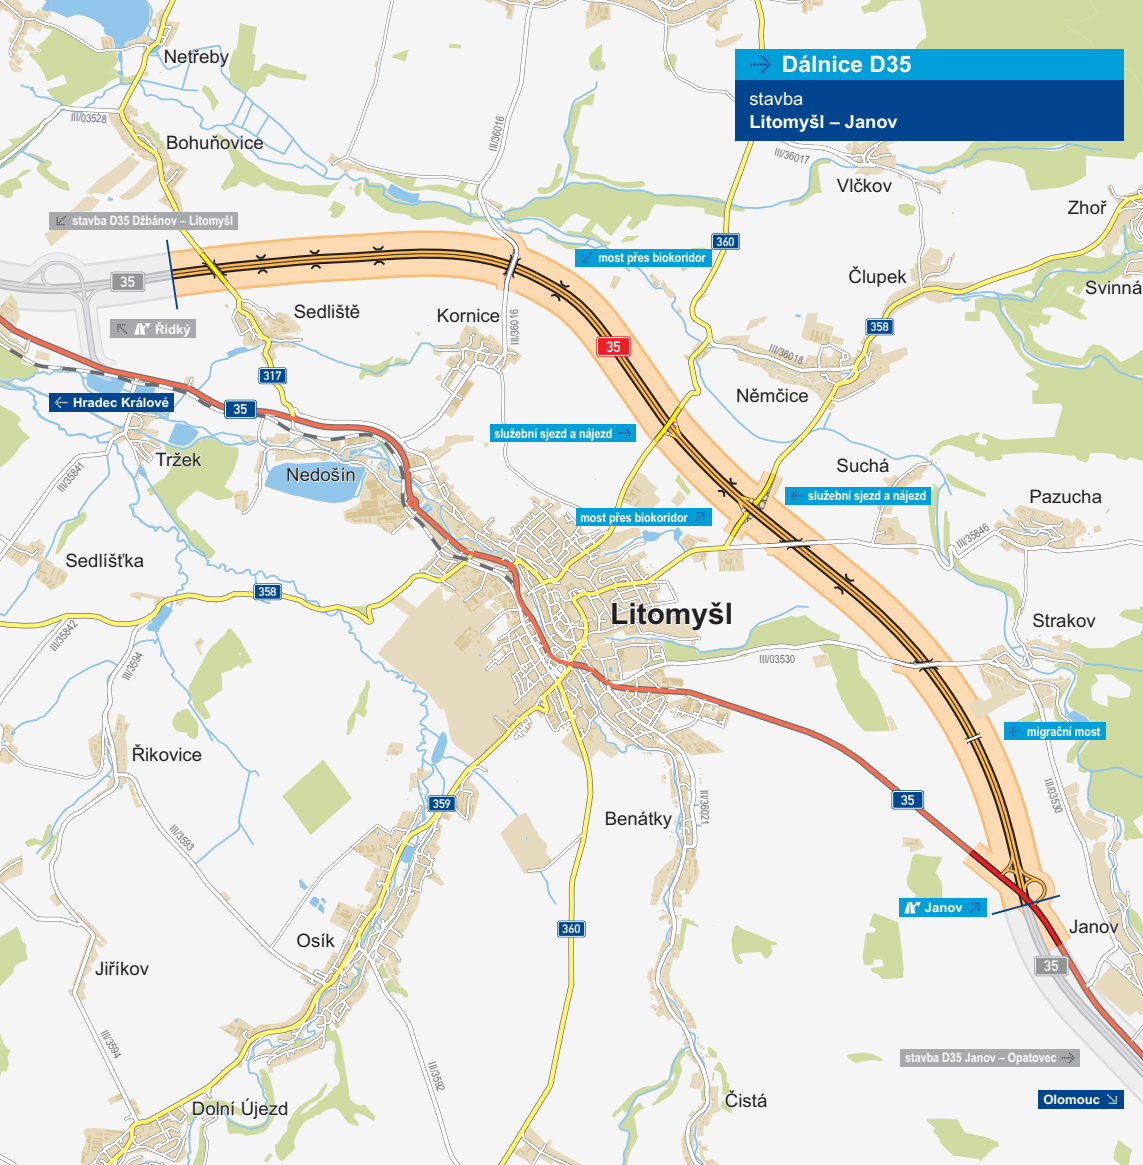 Netřeby
Dálnice D35
stavba
Litomyšl – Janov
III/03528
III/36016
Bohuňovice
III/36017
Vlčkov
Zhoř
stavba D35 Džbánov – Litomyšl
360
most přes biokoridor
35
Člupek
Svinná
Sedliště
Kornice
III/36016
Řídký
358
35
III/36018
317
Němčice
Hradec Králové
35
služební sjezd a nájezd
Tržek
Nedošín
III/35841
Suchá
služební sjezd a nájezd
Pazucha
most přes biokoridor
III/35846
Sedlíšťka
358
Litomyšl
Strakov
III/35842
III/3594
III/03530
migrační most
Řikovice
359
35
III/03530
III/36021
Benátky
III/3593
Janov
Janov
360
Osík
Jiříkov
35
III/3594
stavba D35 Janov – Opatovec
III/3592
Čistá
Olomouc
Dolní Újezd